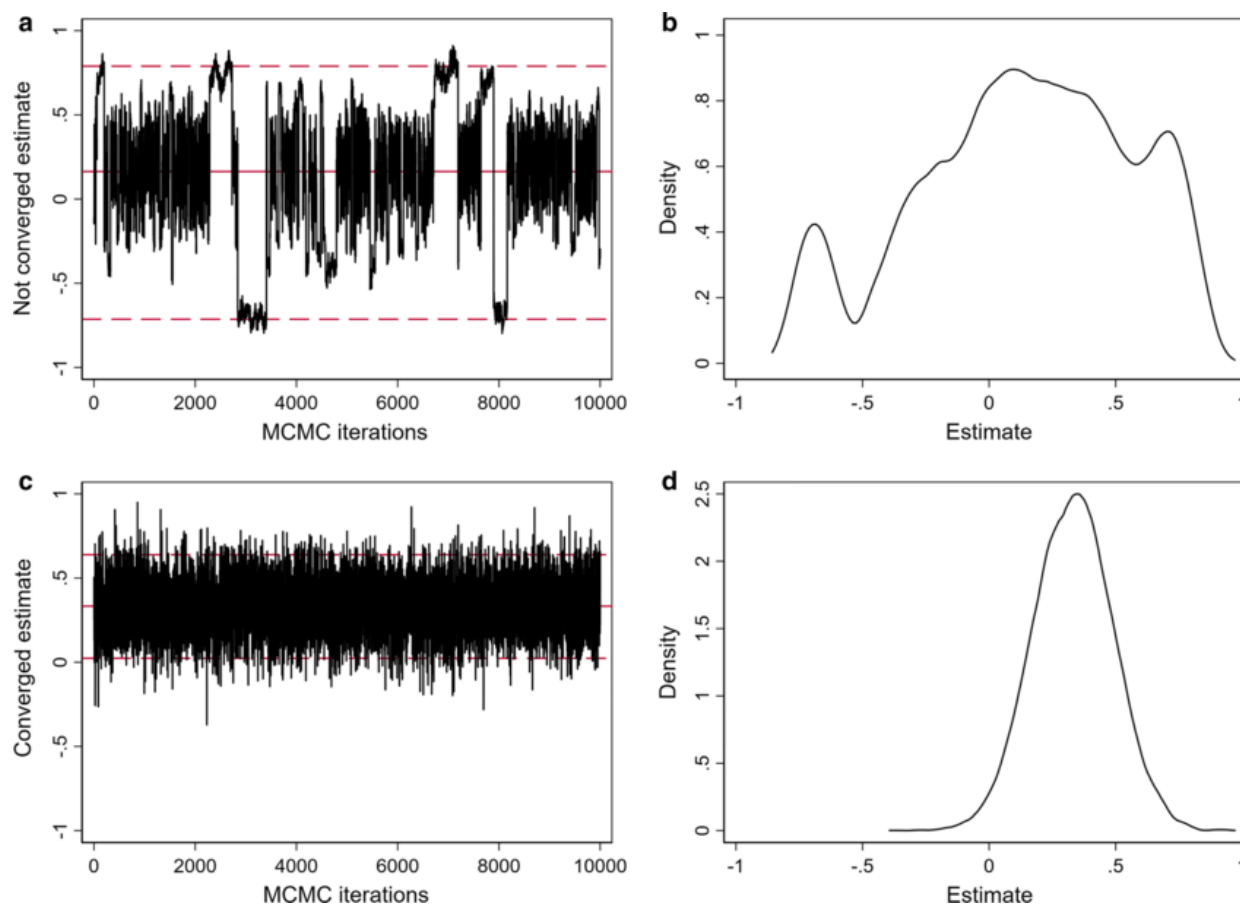 a
Not converged estimate
1
.5
0
-.5
-1
0 2000 4000 6000 8000 10000
MCMC iterations
b
Density
1
.8
.6
.4
.2
0
-1 -.5 0 .5 1
Estimate
c
Converged estimate
1
.5
0
-.5
-1
0 2000 4000 6000 8000 10000
MCMC iterations
d
Density
2.5
2
1.5
1
.5
0
-1 -.5 0 .5 1
Estimate